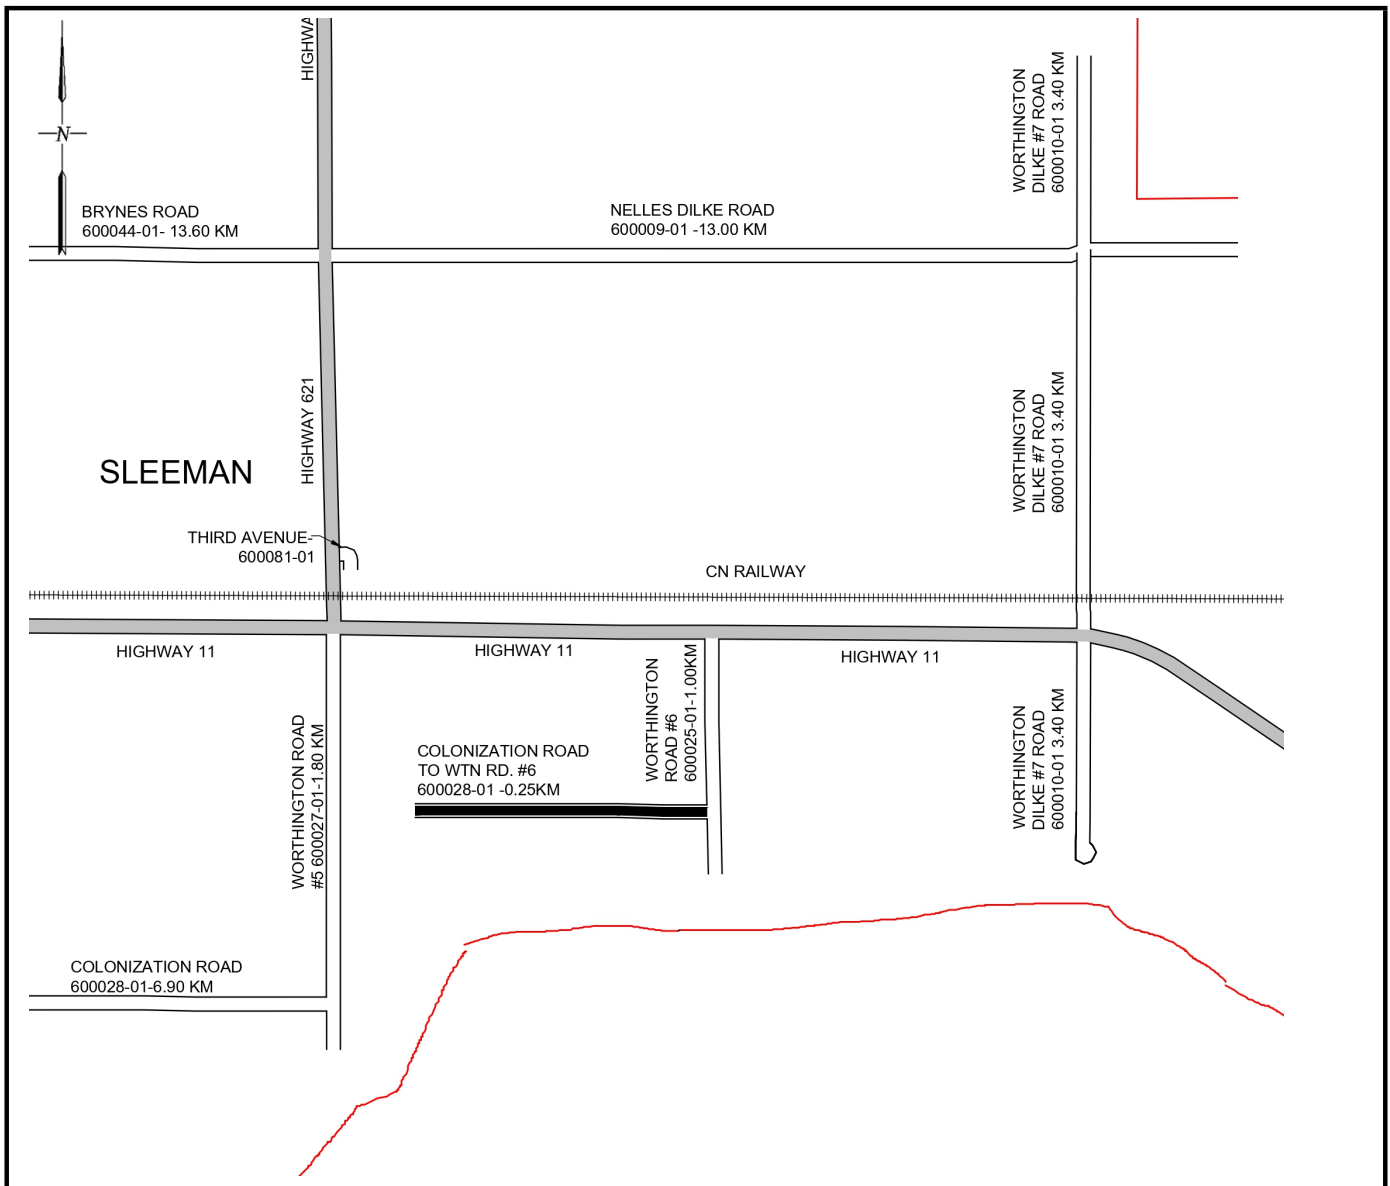 HIGHWA
N
WORTHINGTON
DILKE #7 ROAD
600010-01 3.40 KM
BRYNES ROAD
600044-01- 13.60 KM
NELLES DILKE ROAD
600009-01 -13.00 KM
HIGHWAY 621
WORTHINGTON
DILKE #7 ROAD
600010-01 3.40 KM
SLEEMAN
THIRD AVENUE-
600081-01
CN RAILWAY
HIGHWAY 11
HIGHWAY 11
HIGHWAY 11
WORTHINGTON
ROAD #6
600025-01-1.00KM
WORTHINGTON ROAD
#5 600027-01-1.80 KM
COLONIZATION ROAD
TO WTN RD. #6
600028-01 -0.25KM
WORTHINGTON
DILKE #7 ROAD
600010-01 3.40 KM
COLONIZATION ROAD
600028-01-6.90 KM